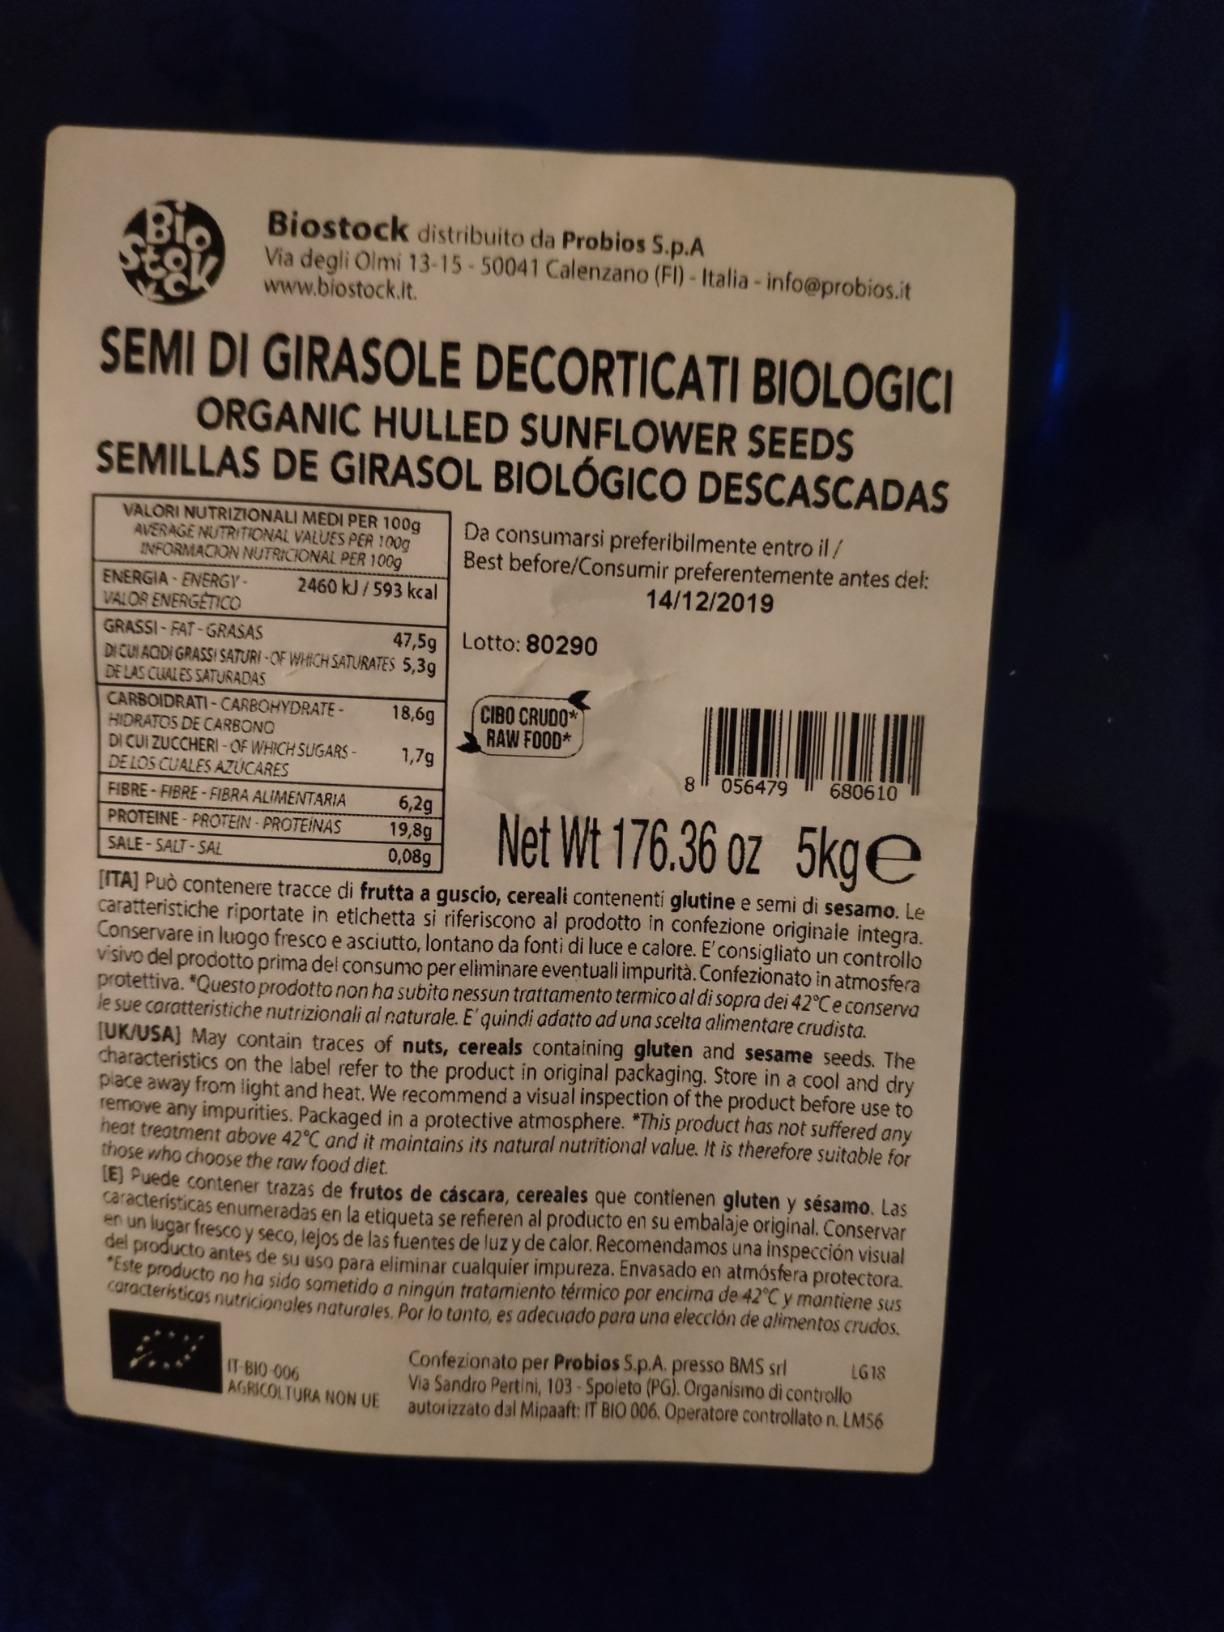 Bio
Stock
Biostock distribuito da Probios S.p.A
Via degli Olmi 13-15 - 50041 Calenzano (FI) - Italia - info@probios.it
www.biostock.it.
SEMI DI GIRASOLE DECORTICATI BIOLOGICI
ORGANIC HULLED SUNFLOWER SEEDS
SEMILLAS DE GIRASOL BIOLÓGICO DESCASCADAS
VALORI NUTRIZIONALI MEDI PER 100g
AVERAGE NUTRITIONAL VALUES PER 100g
INFORMACION NUTRICIONAL PER 100g
ENERGIA - ENERGY - 2460 kJ / 593 kcal
VALOR ENERGÉTICO
GRASSI - FAT - GRASAS 47,5g
DI CUI ACIDI GRASSI SATURI - OF WHICH SATURATES 5,3g
DE LAS CUALES SATURADAS
CARBOIDRATI - CARBOHYDRATE - 18,6g
HIDRATOS DE CARBONO
DI CUI ZUCCHERI - OF WHICH SUGARS - 1,7g
DE LOS CUALES AZÚCARES
FIBRE - FIBRE - FIBRA ALIMENTARIA 6,2g
PROTEINE - PROTEIN - PROTEÍNAS 19,8g
SALE - SALT - SAL 0,08g
Da consumarsi preferibilmente entro il /
Best before/Consumir preferentemente antes del:
14/12/2019
Lotto: 80290
CIBO CRUDO*
RAW FOOD*
8 056479 680610
Net Wt 176.36 oz 5kg e
[ITA] Può contenere tracce di frutta a guscio, cereali contenenti glutine e semi di sesamo. Le
caratteristiche riportate in etichetta si riferiscono al prodotto in confezione originale integra.
Conservare in luogo fresco e asciutto, lontano da fonti di luce e calore. E' consigliato un controllo
visivo del prodotto prima del consumo per eliminare eventuali impurità. Confezionato in atmosfera
protettiva. *Questo prodotto non ha subito nessun trattamento termico al di sopra dei 42°C e conserva
le sue caratteristiche nutrizionali al naturale. E' quindi adatto ad una scelta alimentare crudista.
[UK/USA] May contain traces of nuts, cereals containing gluten and sesame seeds. The
characteristics on the label refer to the product in original packaging. Store in a cool and dry
place away from light and heat. We recommend a visual inspection of the product before use to
remove any impurities. Packaged in a protective atmosphere. *This product has not suffered any
heat treatment above 42°C and it maintains its natural nutritional value. It is therefore suitable for
those who choose the raw food diet.
[E] Puede contener trazas de frutos de cáscara, cereales que contienen gluten y sésamo. Las
características enumeradas en la etiqueta se refieren al producto en su embalaje original. Conservar
en un lugar fresco y seco, lejos de las fuentes de luz y de calor. Recomendamos una inspección visual
del producto antes de su uso para eliminar cualquier impureza. Envasado en atmósfera protectora.
*Este producto no ha sido sometido a ningún tratamiento térmico por encima de 42°C y mantiene sus
características nutricionales naturales. Por lo tanto, es adecuado para una elección de alimentos crudos.
IT-BIO-006
AGRICOLTURA NON UE
Confezionato per Probios S.p.A. presso BMS srl LG18
Via Sandro Pertini, 103 - Spoleto (PG). Organismo di controllo
autorizzato dal Mipaaft: IT BIO 006. Operatore controllato n. LM56